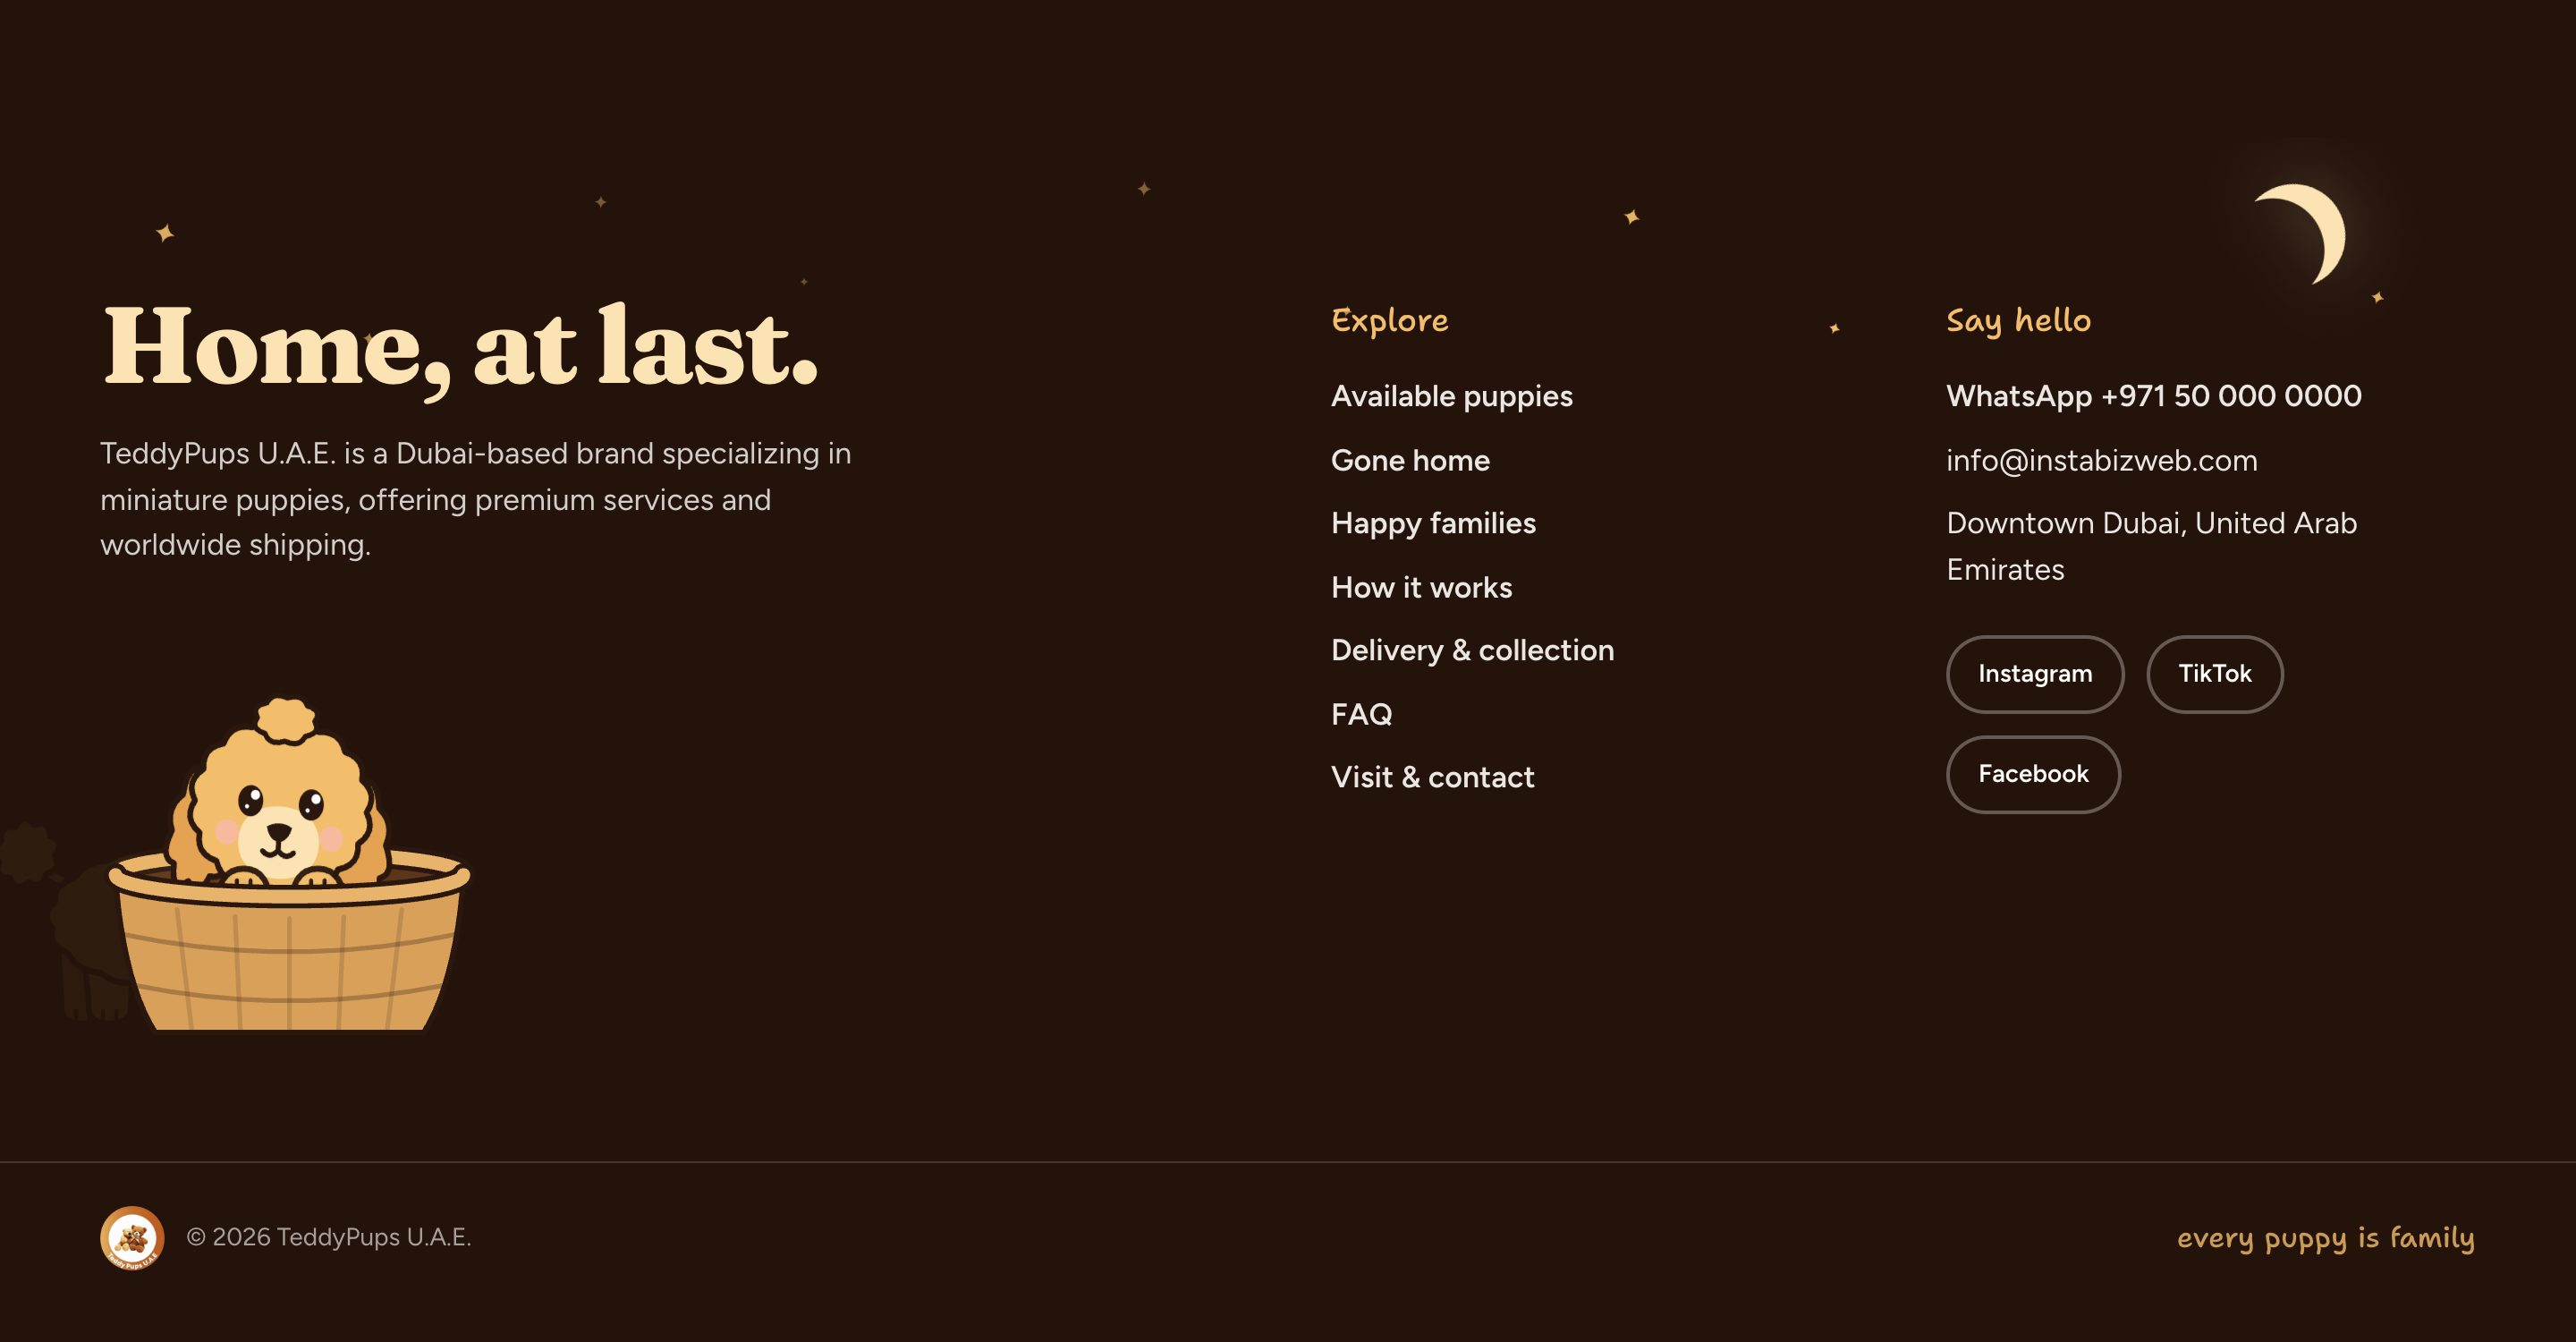 Home, at last.
TeddyPups U.A.E. is a Dubai-based brand specializing in
miniature puppies, offering premium services and
worldwide shipping.
Explore
Available puppies
Gone home
Happy families
How it works
Delivery & collection
FAQ
Visit & contact
Say hello
WhatsApp +971 50 000 0000
info@instabizweb.com
Downtown Dubai, United Arab
Emirates
Instagram
TikTok
Facebook
Teddy Pups U.A.E
© 2026 TeddyPups U.A.E.
every puppy is family